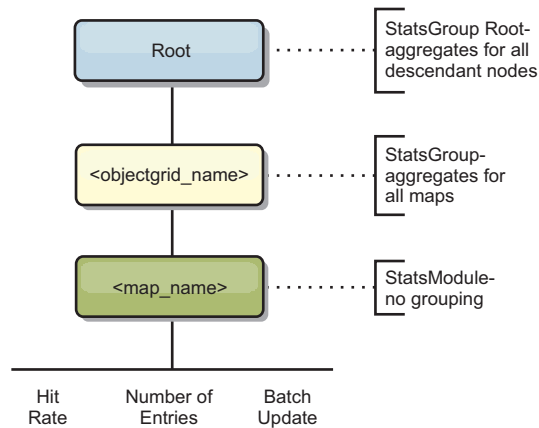 Root
StatsGroup Root-
aggregates for all
descendant nodes
<objectgrid_name>
StatsGroup-
aggregates for
all maps
<map_name>
StatsModule-
no grouping
Hit
Rate
Number of
Entries
Batch
Update